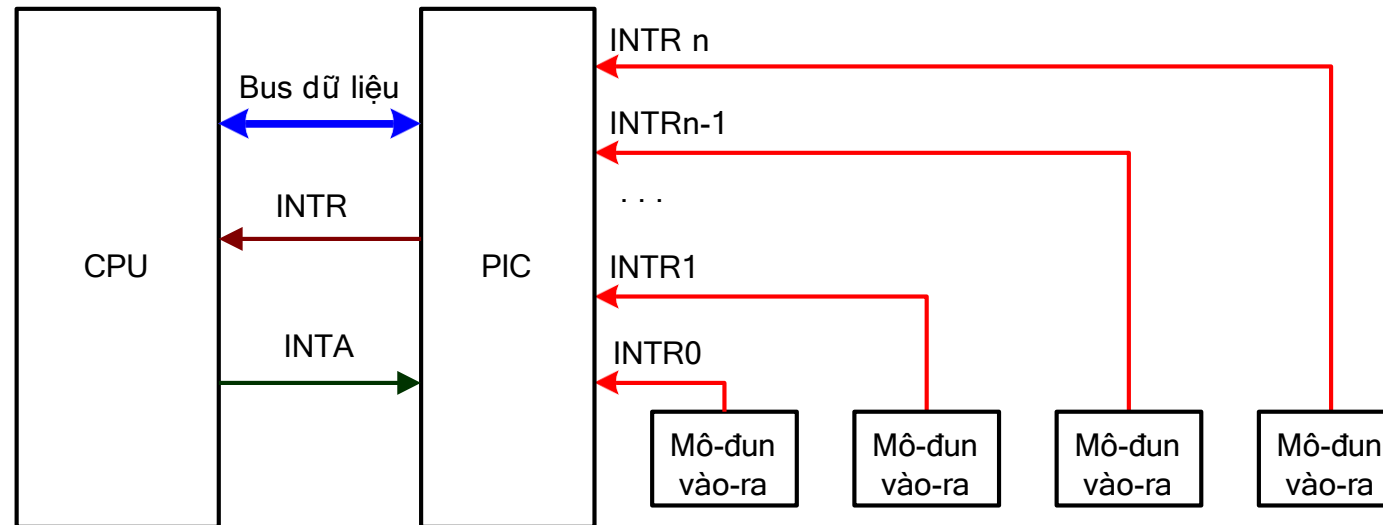 INTR n
Bus dữ liệu
INTRn-1
. . .
INTR
CPU
PIC
INTR1
INTA
INTR0
Mô-đun
vào-ra
Mô-đun
vào-ra
Mô-đun
vào-ra
Mô-đun
vào-ra